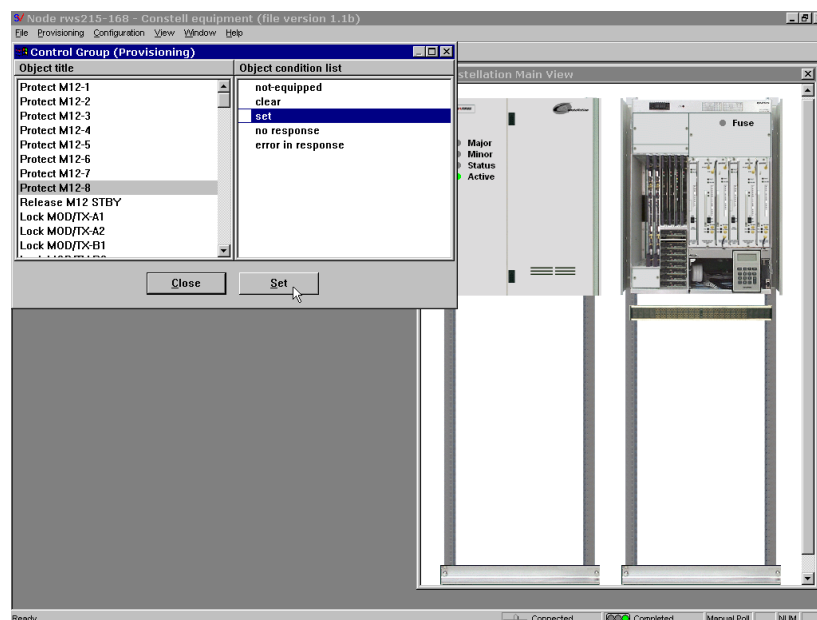 Node rws215-168 - Constell equipment (file version 1.1b)
File Provisioning Configuration View Window Help
Control Group (Provisioning)
Object title
Object condition list
Protect M12-1
Protect M12-2
Protect M12-3
Protect M12-4
Protect M12-5
Protect M12-6
Protect M12-7
Protect M12-8
Release M12 STBY
Lock MOD/TX-A1
Lock MOD/TX-A2
Lock MOD/TX-B1
not-equipped
clear
set
no response
error in response
Close
Set
stellation Main View
Major
Minor
Status
Active
Fuse
Ready
Connected
Completed
Manual Poll
NUM